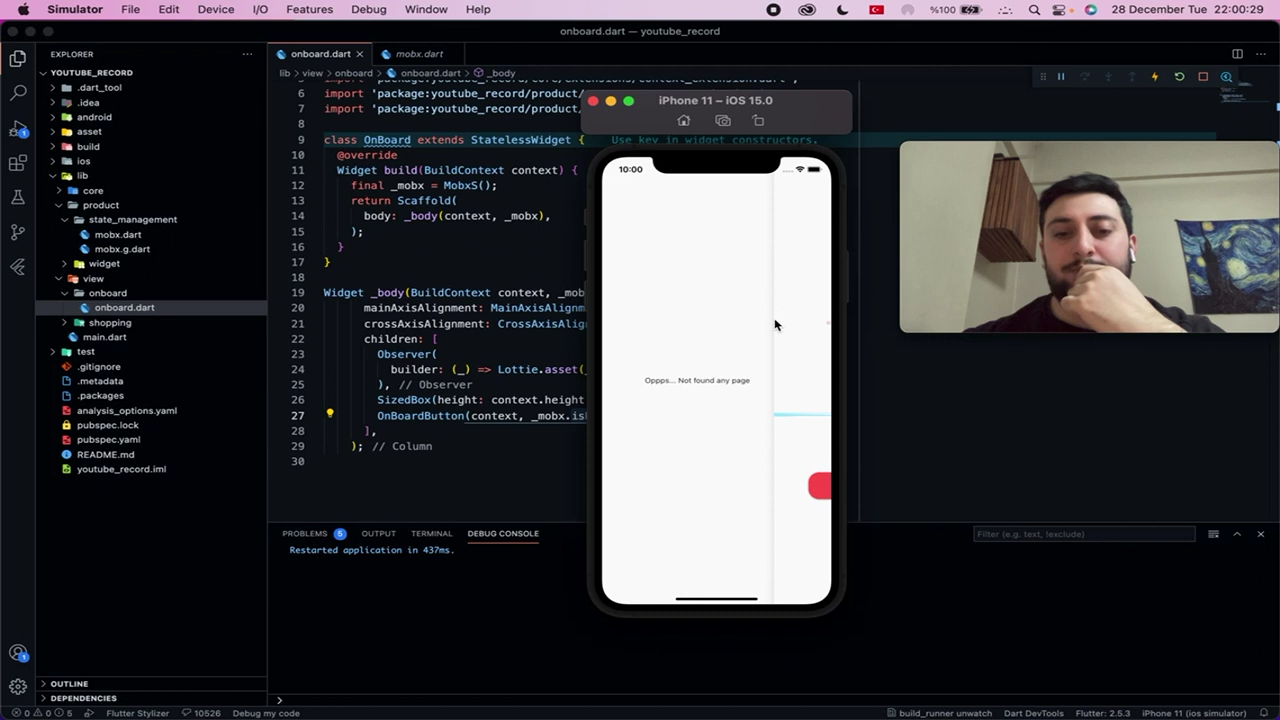 Simulator File Edit View I/O Features Device Debug Window Help
%100
28 December Tue 22:00:29
onboard.dart — youtube_record
EXPLORER
YOUTUBE_RECORD
.dart_tool
.idea
android
asset
build
ios
lib
core
product
state_management
mobx.dart
mobx.g.dart
widget
view
onboard
onboard.dart
shopping
main.dart
test
.gitignore
.metadata
.packages
analysis_options.yaml
pubspec.lock
pubspec.yaml
README.md
youtube_record.iml
OUTLINE
DEPENDENCIES
onboard.dart
mobx.dart
lib > view > onboard > onboard.dart > _body
6 import 'package:youtube_record/product/
7 import 'package:youtube_record/product/
8
9 class OnBoard extends StatelessWidget { Use key in widget constructors.
10 @override
11 Widget build(BuildContext context) {
12 final _mobx = MobxS();
13 return Scaffold(
14 body: _body(context, _mobx),
15 );
16 }
17 }
18
19 Widget _body(BuildContext context, _mob
20 mainAxisAlignment: MainAxisAlignm
21 crossAxisAlignment: CrossAxisAlig
22 children: [
23 Observer(
24 builder: (_) => Lottie.asset(
25 ), // Observer
26 SizedBox(height: context.height
27 OnBoardButton(context, _mobx.is
28 ],
29 ); // Column
30
iPhone 11 – iOS 15.0
10:00
Oppps... Not found any page
PROBLEMS 5 OUTPUT TERMINAL DEBUG CONSOLE
Filter (e.g. text, !exclude)
Restarted application in 437ms.
0 0 5 Flutter Stylizer 10526 Debug my code
build_runner unwatch Dart DevTools Flutter: 2.5.3 iPhone 11 (ios simulator)